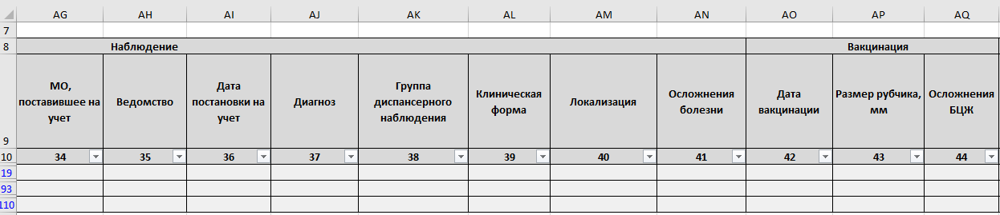 AG AH AI AJ AK AL AM AN AO AP AQ
7
8 Наблюдение Вакцинация
9 МО, поставившее на учет Ведомство Дата постановки на учет Диагноз Группа диспансерного наблюдения Клиническая форма Локализация Осложнения болезни Дата вакцинации Размер рубчика, мм Осложнения БЦЖ
10 34 35 36 37 38 39 40 41 42 43 44
19
93
110